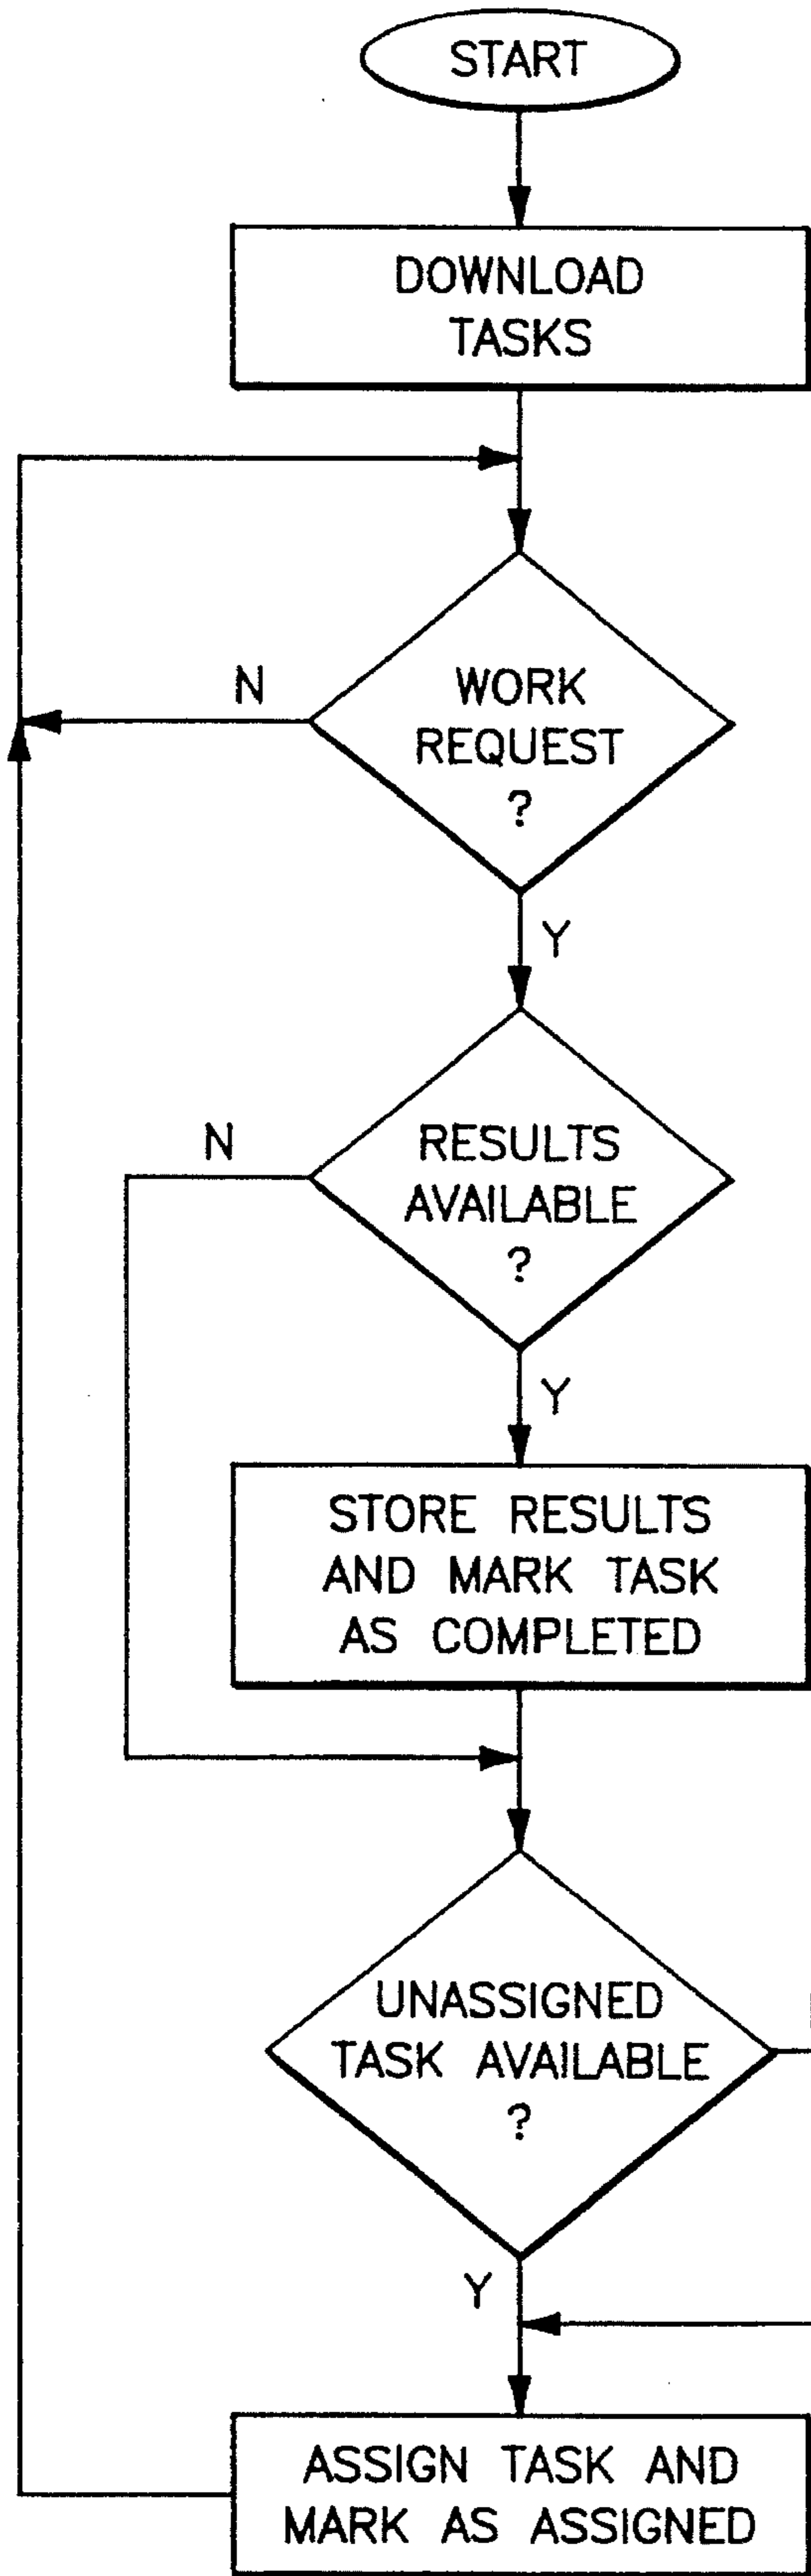 START
DOWNLOAD
TASKS
N
WORK
REQUEST
?
Y
N
RESULTS
AVAILABLE
?
Y
STORE RESULTS
AND MARK TASK
AS COMPLETED
UNASSIGNED
TASK AVAILABLE
?
Y
ASSIGN TASK AND
MARK AS ASSIGNED